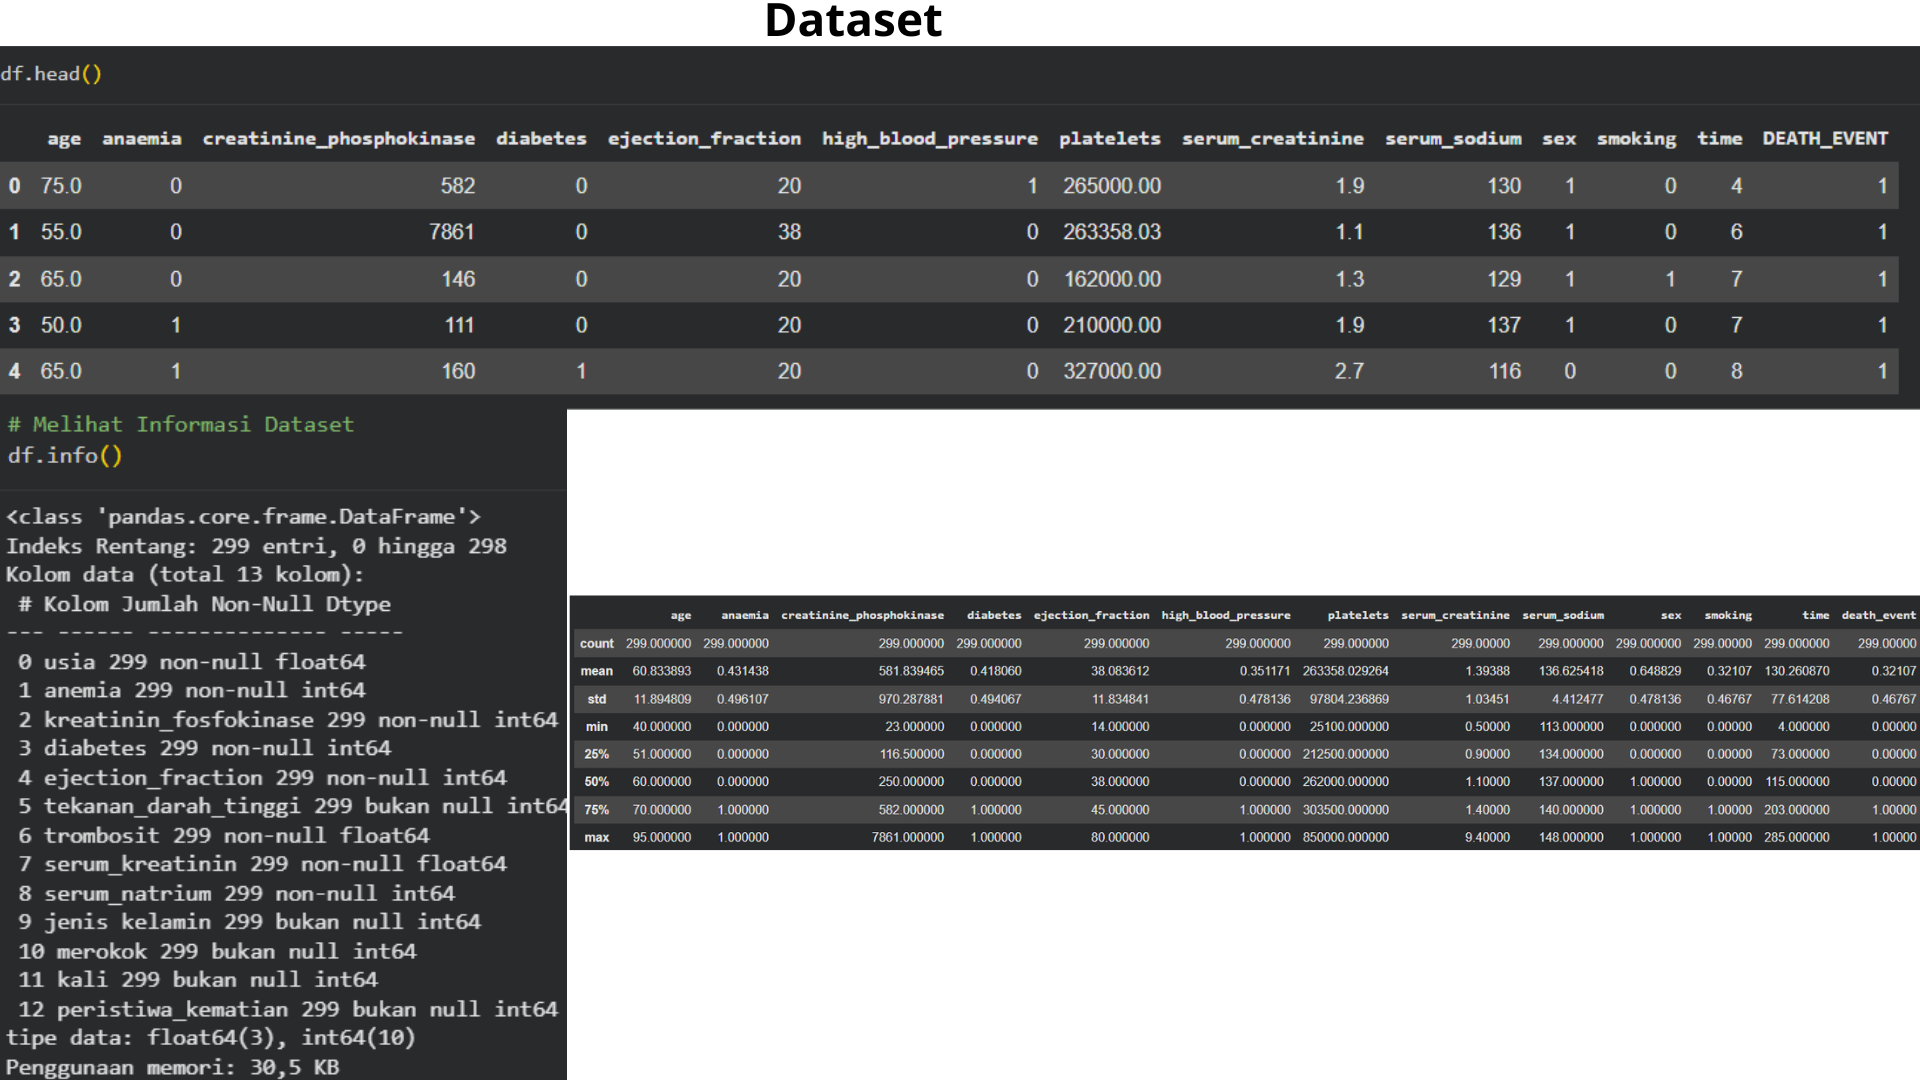 Dataset
df.head()
age anaemia creatinine_phosphokinase diabetes ejection_fraction high_blood_pressure platelets serum_creatinine serum_sodium sex smoking time DEATH_EVENT
0 75.0 0 582 0 20 1 265000.00 1.9 130 1 0 4 1
1 55.0 0 7861 0 38 0 263358.03 1.1 136 1 0 6 1
2 65.0 0 146 0 20 0 162000.00 1.3 129 1 1 7 1
3 50.0 1 111 0 20 0 210000.00 1.9 137 1 0 7 1
4 65.0 1 160 1 20 0 327000.00 2.7 116 0 0 8 1
# Melihat Informasi Dataset
df.info()
<class 'pandas.core.frame.DataFrame'>
Indeks Rentang: 299 entri, 0 hingga 298
Kolom data (total 13 kolom):
# Kolom Jumlah Non-Null Dtype
--- ------ -------------- -----
0 usia 299 non-null float64
1 anemia 299 non-null int64
2 kreatinin_fosfokinase 299 non-null int64
3 diabetes 299 non-null int64
4 ejection_fraction 299 non-null int64
5 tekanan_darah_tinggi 299 bukan null int64
6 trombosit 299 non-null float64
7 serum_kreatinin 299 non-null float64
8 serum_natrium 299 non-null int64
9 jenis kelamin 299 bukan null int64
10 merokok 299 bukan null int64
11 kali 299 bukan null int64
12 peristiwa_kematian 299 bukan null int64
tipe data: float64(3), int64(10)
Penggunaan memori: 30,5 KB
age anaemia creatinine_phosphokinase diabetes ejection_fraction high_blood_pressure platelets serum_creatinine serum_sodium sex smoking time death_event
count 299.000000 299.000000 299.000000 299.000000 299.000000 299.000000 299.000000 299.00000 299.000000 299.000000 299.00000 299.000000 299.00000
mean 60.833893 0.431438 581.839465 0.418060 38.083612 0.351171 263358.029264 1.39388 136.625418 0.648829 0.32107 130.260870 0.32107
std 11.894809 0.496107 970.287881 0.494067 11.834841 0.478136 97804.236869 1.03451 4.412477 0.478136 0.46767 77.614208 0.46767
min 40.000000 0.000000 23.000000 0.000000 14.000000 0.000000 25100.000000 0.50000 113.000000 0.000000 0.00000 4.000000 0.00000
25% 51.000000 0.000000 116.500000 0.000000 30.000000 0.000000 212500.000000 0.90000 134.000000 0.000000 0.00000 73.000000 0.00000
50% 60.000000 0.000000 250.000000 0.000000 38.000000 0.000000 262000.000000 1.10000 137.000000 1.000000 0.00000 115.000000 0.00000
75% 70.000000 1.000000 582.000000 1.000000 45.000000 1.000000 303500.000000 1.40000 140.000000 1.000000 1.00000 203.000000 1.00000
max 95.000000 1.000000 7861.000000 1.000000 80.000000 1.000000 850000.000000 9.40000 148.000000 1.000000 1.00000 285.000000 1.00000